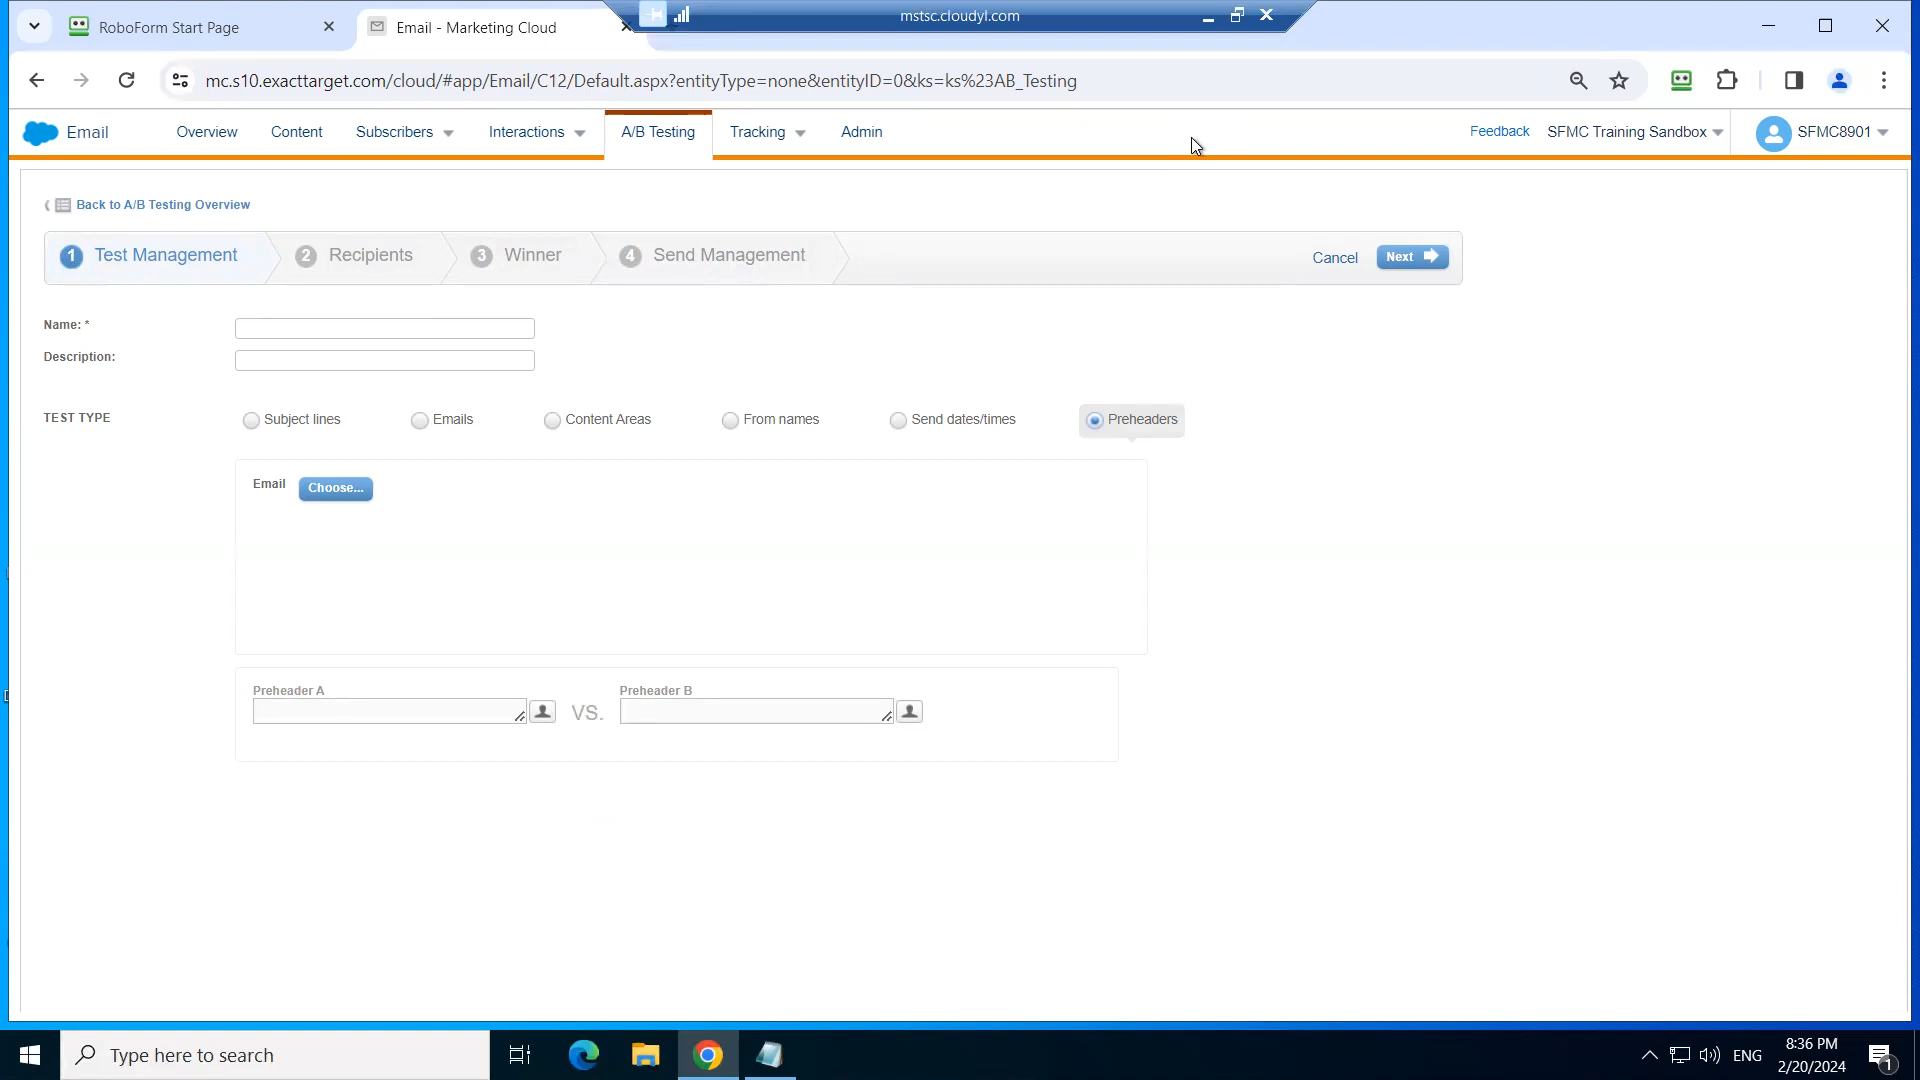 RoboForm Start Page
Email - Marketing Cloud
mstsc.cloudyl.com
mc.s10.exacttarget.com/cloud/#app/Email/C12/Default.aspx?entityType=none&entityID=0&ks=ks%23AB_Testing
Email
Overview
Content
Subscribers
Interactions
A/B Testing
Tracking
Admin
Feedback
SFMC Training Sandbox
SFMC8901
Back to A/B Testing Overview
1 Test Management
2 Recipients
3 Winner
4 Send Management
Cancel
Next
Name: *
Description:
TEST TYPE
Subject lines
Emails
Content Areas
From names
Send dates/times
Preheaders
Email
Choose...
Preheader A
VS.
Preheader B
Type here to search
ENG
8:36 PM
2/20/2024
1